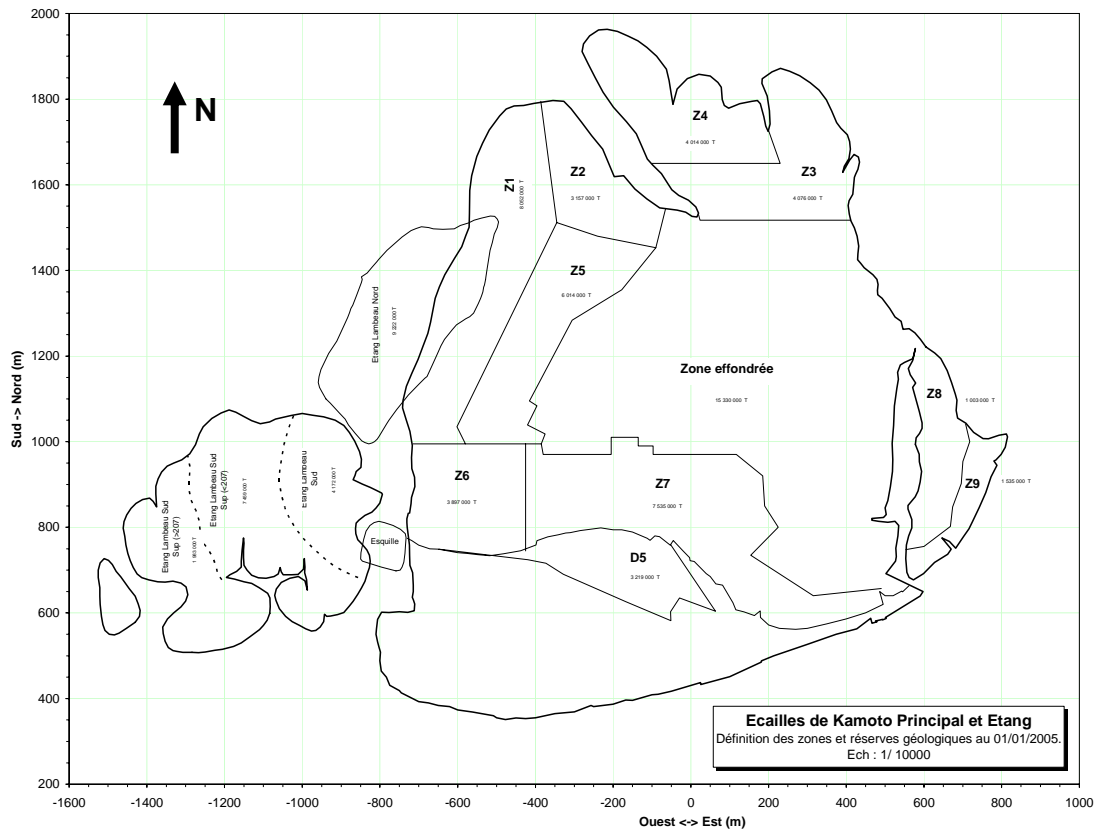 2000
1800
1600
1400
1200
1000
800
600
400
200
Sud -> Nord (m)
N
Z4
4 014 000 T
Z3
4 076 000 T
Z2
3 157 000 T
Z1
Z5
6 014 000 T
Etang Lambeau Nord
9 222 000 T
Zone effondrée
15 330 000 T
Z8
1 003 000 T
Z9
1 535 000 T
Z6
3 897 000 T
Z7
7 535 000 T
Etang Lambeau
Sud
4 172 000 T
Etang Lambeau Sud
Sup (<207)
Etang Lambeau Sud
Sup (>207)
Esquille
D5
3 219 000 T
Ecailles de Kamoto Principal et Etang
Définition des zones et réserves géologiques au 01/01/2005.
Ech : 1/ 10000
-1600 -1400 -1200 -1000 -800 -600 -400 -200 0 200 400 600 800 1000
Ouest <-> Est (m)